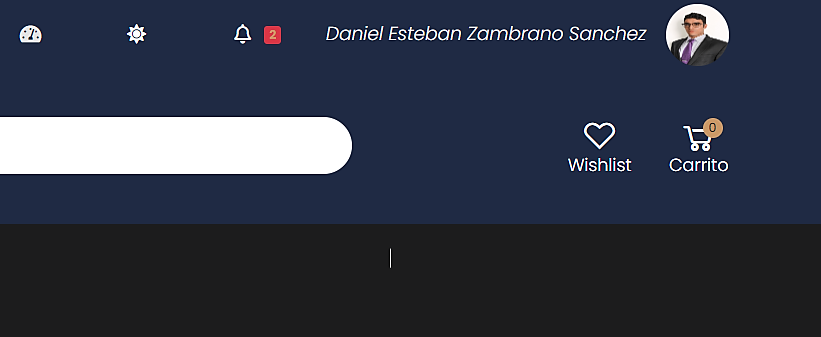 2 Daniel Esteban Zambrano Sanchez
0
Wishlist Carrito